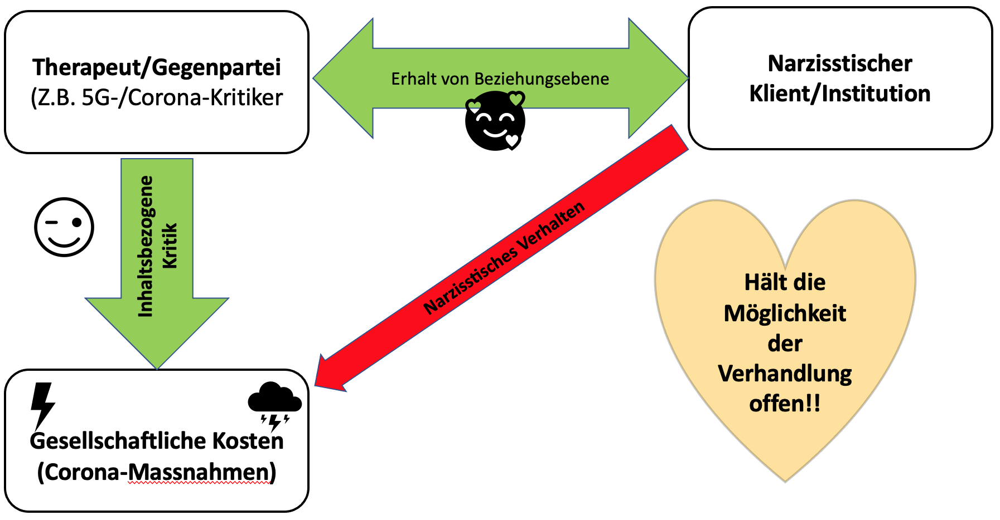 Therapeut/Gegenpartei
(Z.B. 5G-/Corona-Kritiker
Erhalt von Beziehungsebene
Narzisstischer
Klient/Institution
Inhaltsbezogene
Kritik
Narzisstisches Verhalten
Hält die
Möglichkeit
der
Verhandlung
offen!!
Gesellschaftliche Kosten
(Corona-Massnahmen)